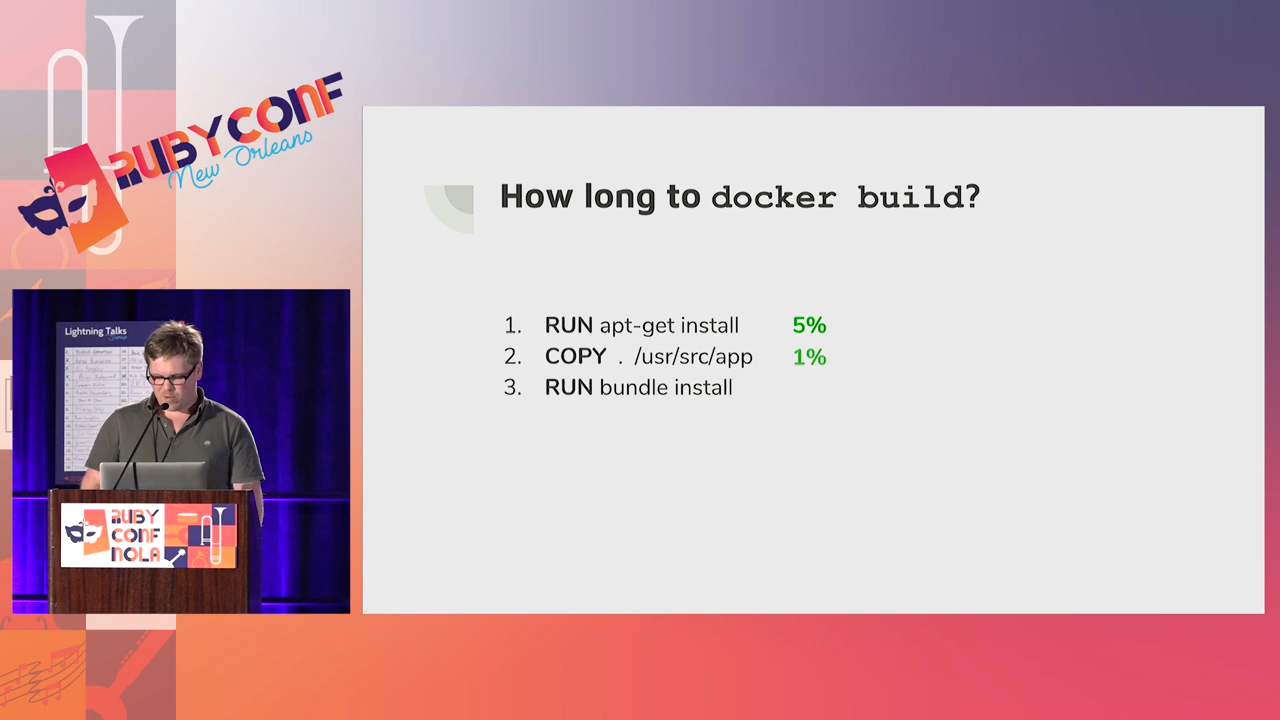 RUBYCONF
New Orleans
How long to docker build?
1. RUN apt-get install 5%
2. COPY . /usr/src/app 1%
3. RUN bundle install
Lightning Talks
RUBY
CONF
NOLA